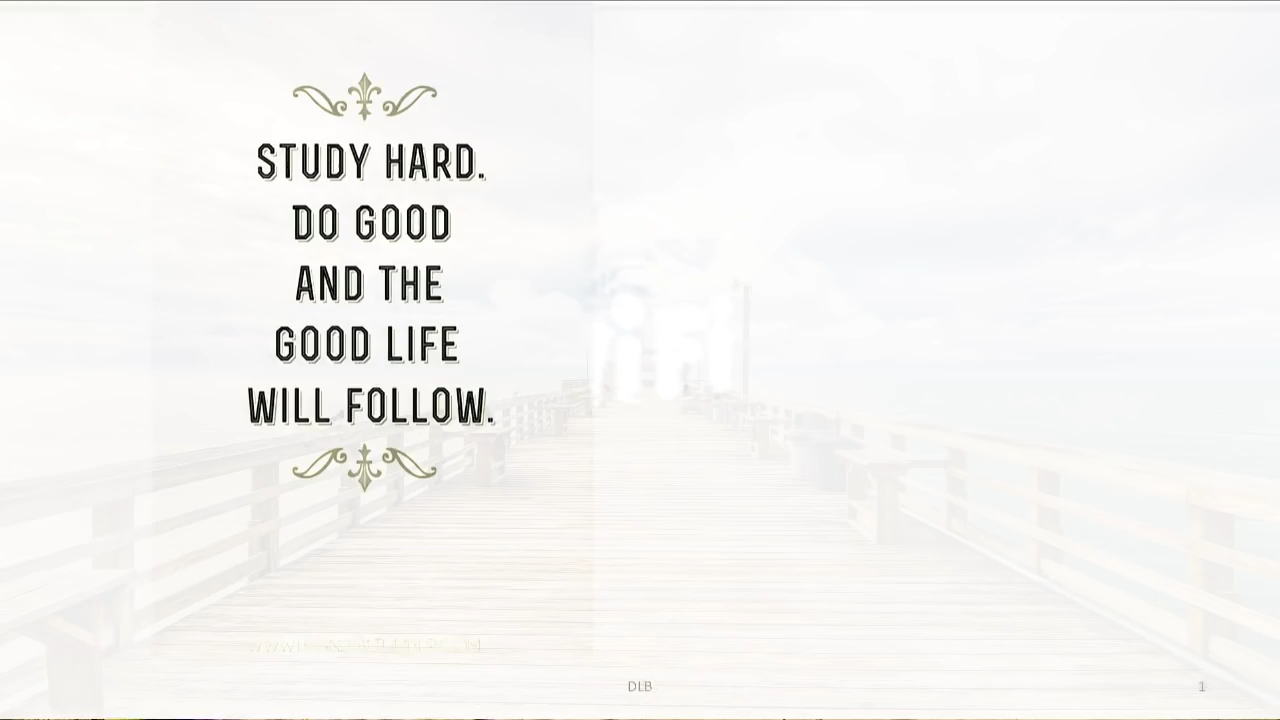 STUDY HARD.
DO GOOD
AND THE
GOOD LIFE
WILL FOLLOW.
DLB
1